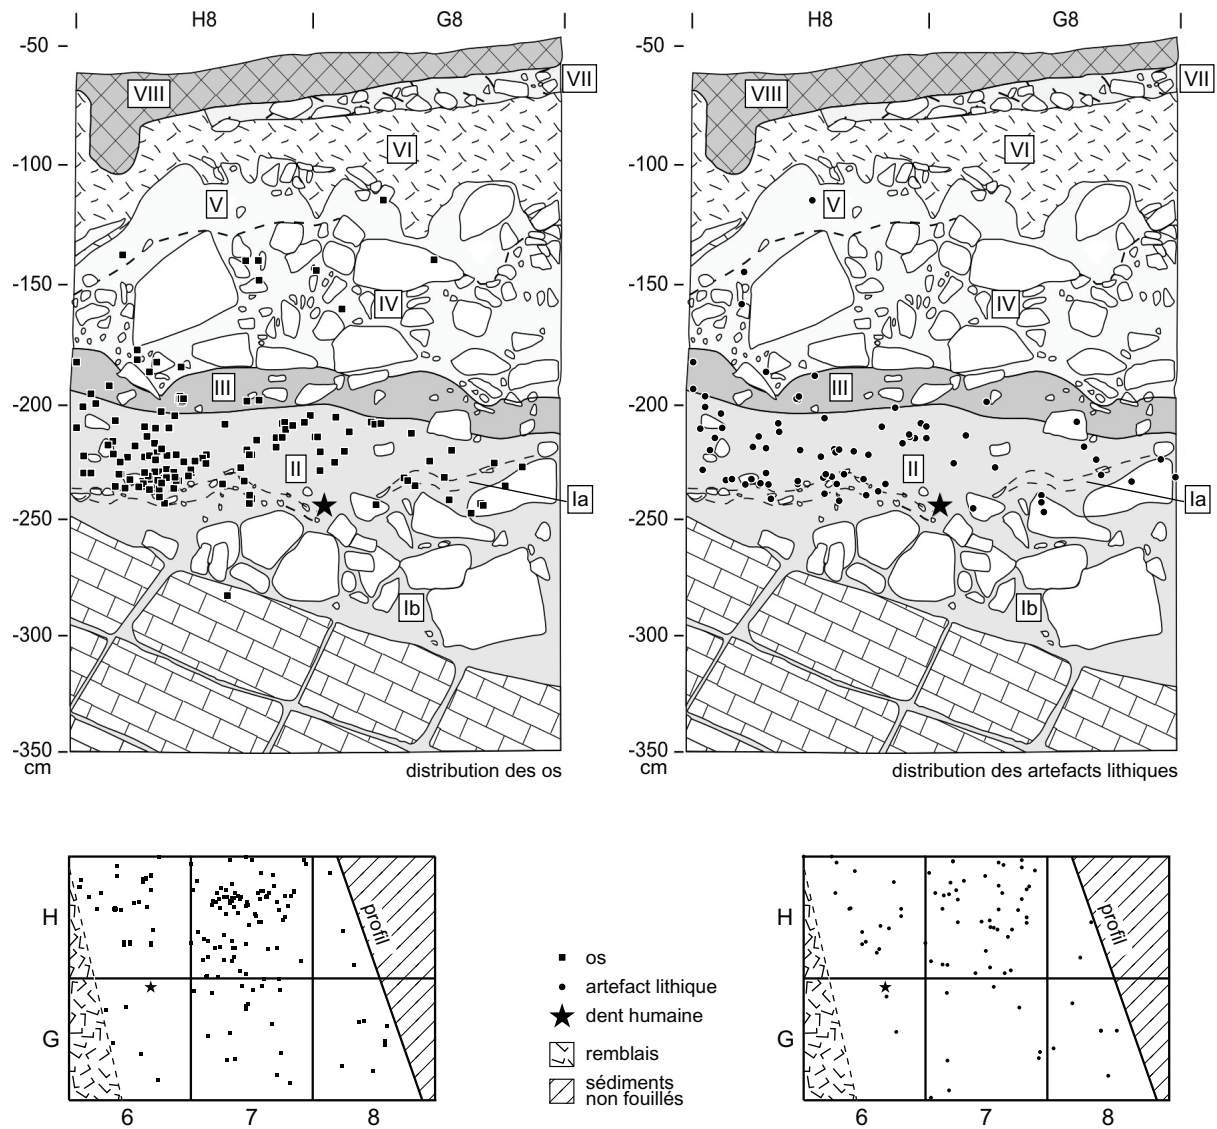 H8 G8
-50
-100
-150
-200
-250
-300
-350
cm
VIII
VII
VI
V
IV
III
II
Ia
Ib
distribution des os
H8 G8
-50
-100
-150
-200
-250
-300
-350
cm
VIII
VII
VI
V
IV
III
II
Ia
Ib
distribution des artefacts lithiques
H
G
profil
6 7 8
os
artefact lithique
dent humaine
remblais
sédiments
non fouillés
H
G
profil
6 7 8